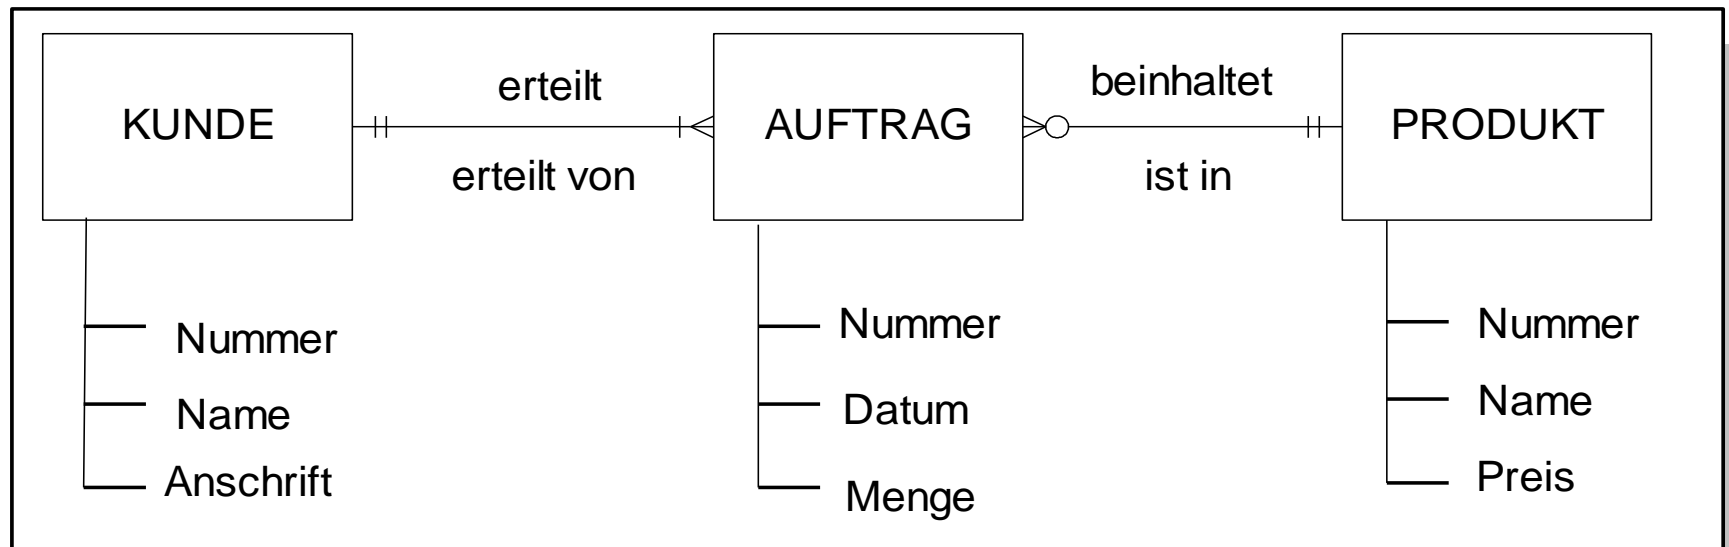 KUNDE
erteilt
erteilt von
AUFTRAG
beinhaltet
ist in
PRODUKT
Nummer
Name
Anschrift
Nummer
Datum
Menge
Nummer
Name
Preis